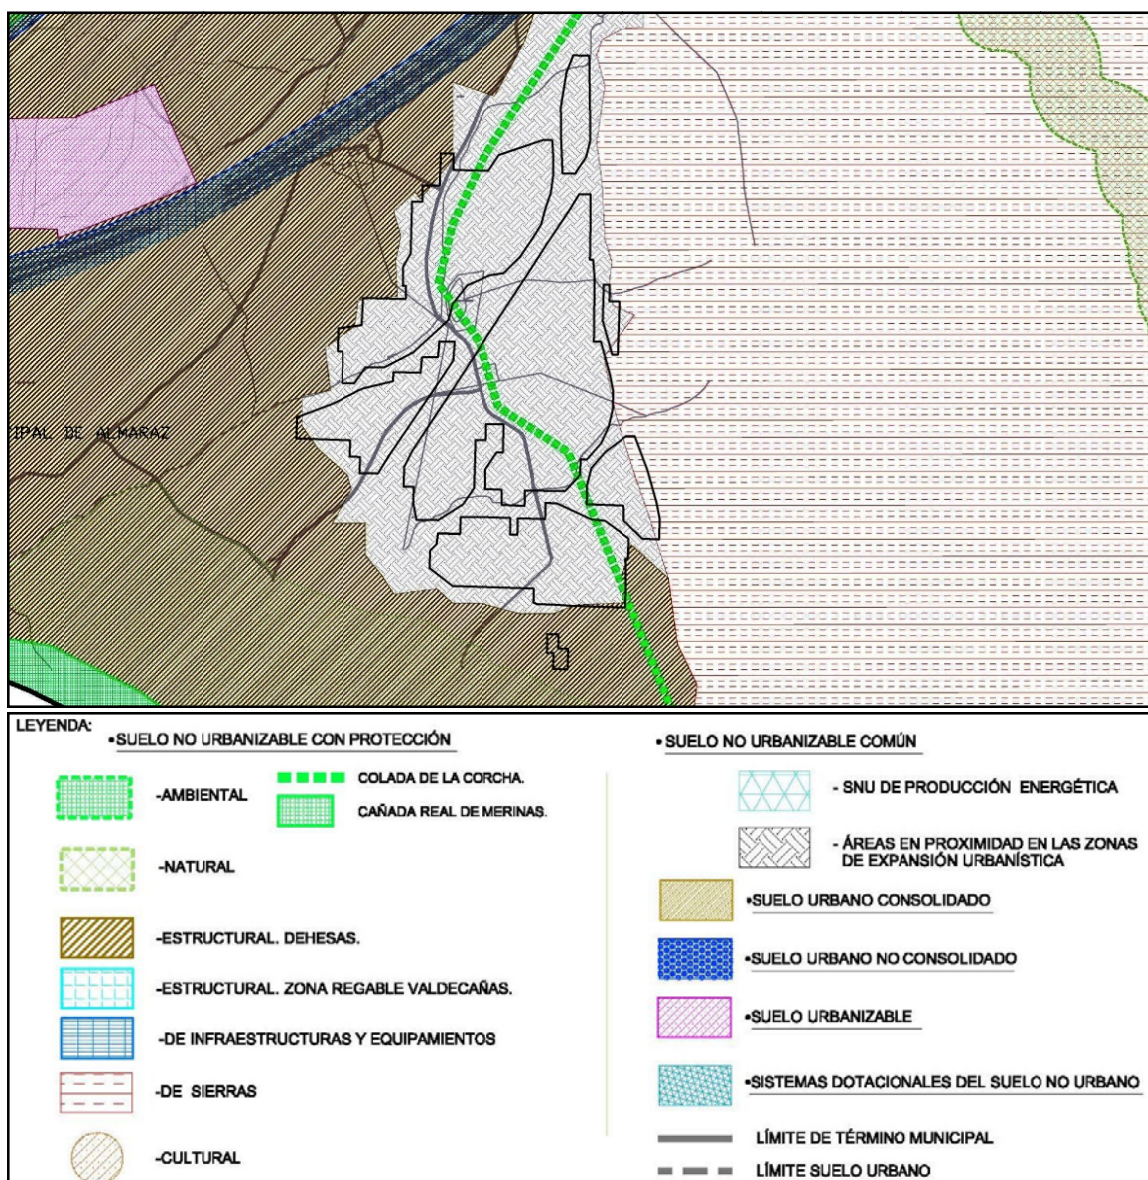 IPAL DE ALMARAZ
LEYENDA:
•SUELO NO URBANIZABLE CON PROTECCIÓN
-AMBIENTAL
COLADA DE LA CORCHA.
CAÑADA REAL DE MERINAS.
-NATURAL
-ESTRUCTURAL. DEHESAS.
-ESTRUCTURAL. ZONA REGABLE VALDECAÑAS.
-DE INFRAESTRUCTURAS Y EQUIPAMIENTOS
-DE SIERRAS
-CULTURAL
• SUELO NO URBANIZABLE COMÚN
- SNU DE PRODUCCIÓN ENERGÉTICA
- ÁREAS EN PROXIMIDAD EN LAS ZONAS
DE EXPANSIÓN URBANÍSTICA
•SUELO URBANO CONSOLIDADO
•SUELO URBANO NO CONSOLIDADO
•SUELO URBANIZABLE
•SISTEMAS DOTACIONALES DEL SUELO NO URBANO
LÍMITE DE TÉRMINO MUNICIPAL
LÍMITE SUELO URBANO